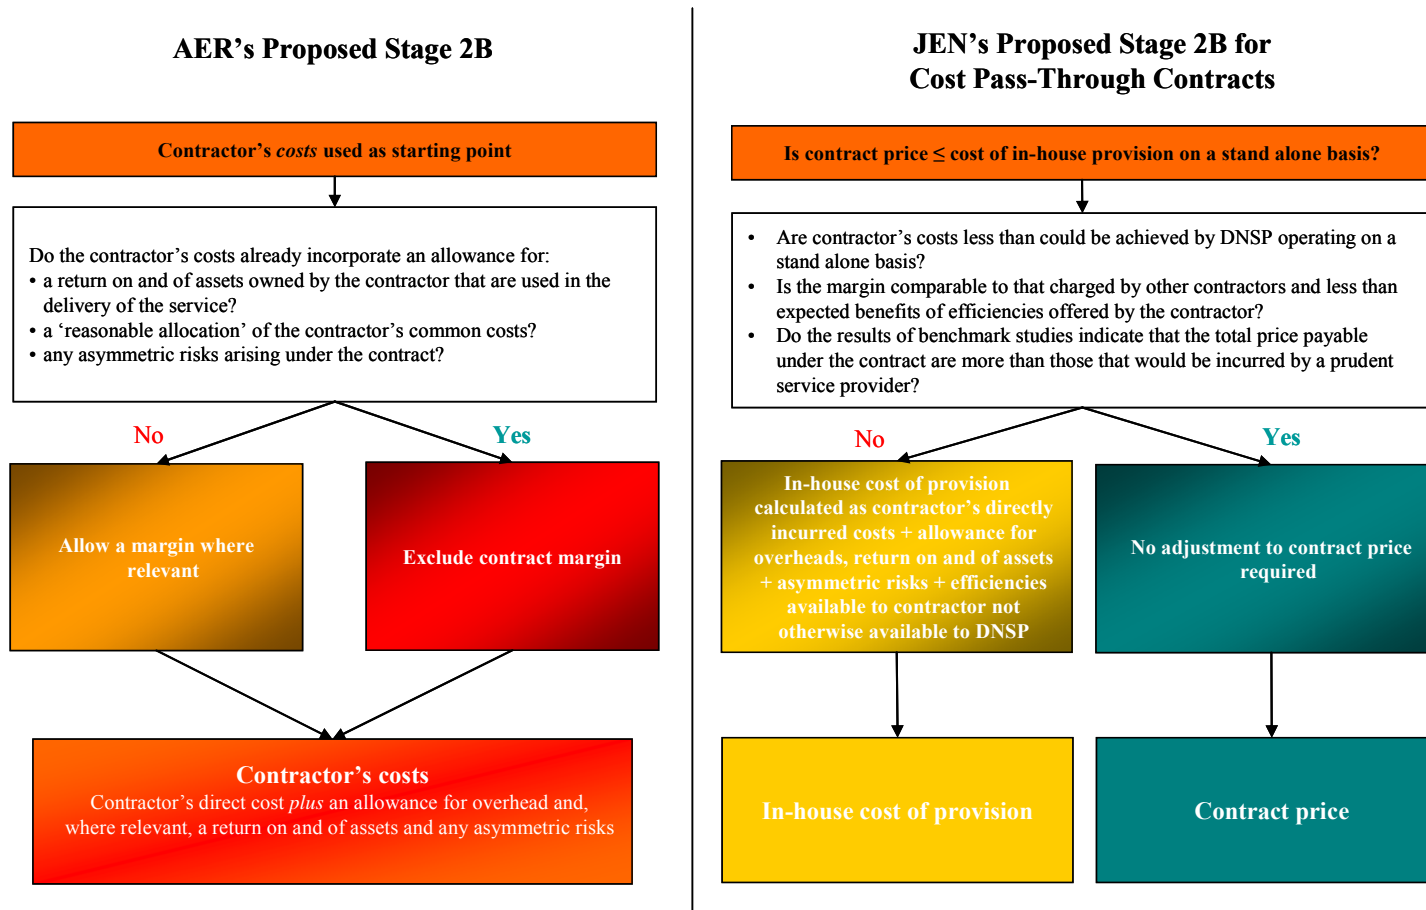 AER's Proposed Stage 2B
Contractor's costs used as starting point
Do the contractor's costs already incorporate an allowance for:
• a return on and of assets owned by the contractor that are used in the
delivery of the service?
• a 'reasonable allocation' of the contractor's common costs?
• any asymmetric risks arising under the contract?
No
Yes
Allow a margin where
relevant
Exclude contract margin
Contractor's costs
Contractor's direct cost plus an allowance for overhead and,
where relevant, a return on and of assets and any asymmetric risks
JEN's Proposed Stage 2B for
Cost Pass-Through Contracts
Is contract price ≤ cost of in-house provision on a stand alone basis?
• Are contractor's costs less than could be achieved by DNSP operating on a
stand alone basis?
• Is the margin comparable to that charged by other contractors and less than
expected benefits of efficiencies offered by the contractor?
• Do the results of benchmark studies indicate that the total price payable
under the contract are more than those that would be incurred by a prudent
service provider?
No
Yes
In-house cost of provision
calculated as contractor's directly
incurred costs + allowance for
overheads, return on and of assets
+ asymmetric risks + efficiencies
available to contractor not
otherwise available to DNSP
No adjustment to contract price
required
In-house cost of provision
Contract price